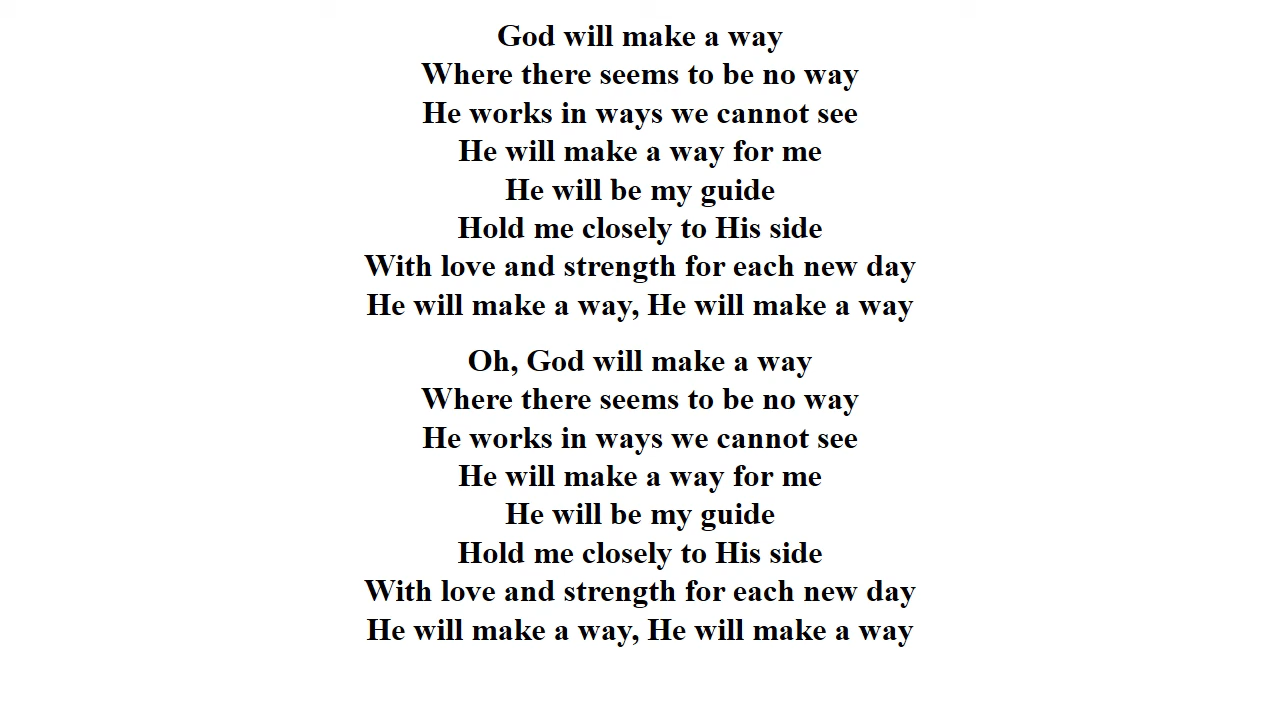 God will make a way
Where there seems to be no way
He works in ways we cannot see
He will make a way for me
He will be my guide
Hold me closely to His side
With love and strength for each new day
He will make a way, He will make a way
Oh, God will make a way
Where there seems to be no way
He works in ways we cannot see
He will make a way for me
He will be my guide
Hold me closely to His side
With love and strength for each new day
He will make a way, He will make a way